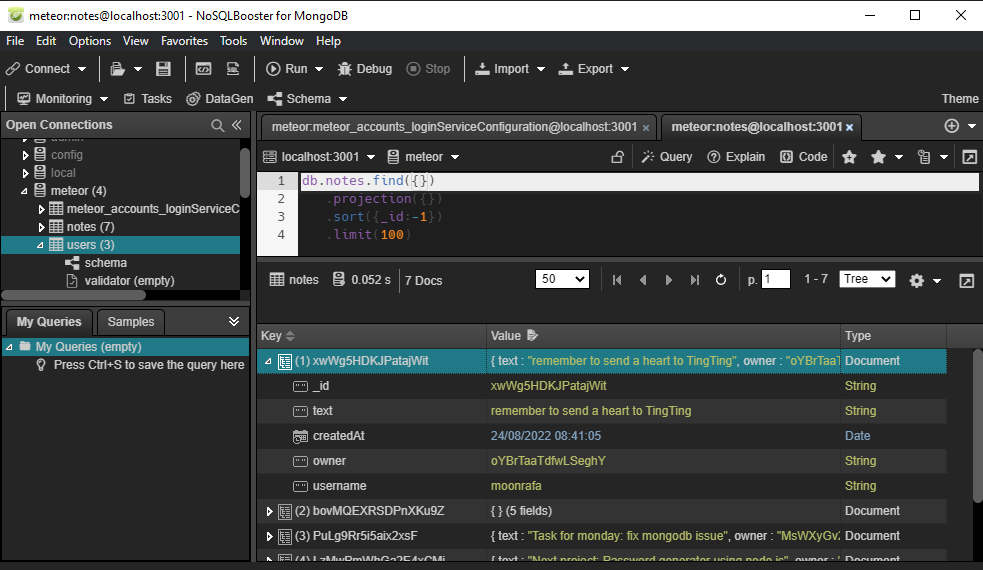 meteor:notes@localhost:3001 - NoSQLBooster for MongoDB
File Edit Options View Favorites Tools Window Help
Connect Run Debug Stop Import Export
Monitoring Tasks DataGen Schema Theme
Open Connections
admin
config
local
meteor (4)
meteor_accounts_loginServiceC
notes (7)
users (3)
schema
validator (empty)
My Queries Samples
My Queries (empty)
Press Ctrl+S to save the query here
meteor:meteor_accounts_loginServiceConfiguration@localhost:3001 × meteor:notes@localhost:3001 ×
localhost:3001 meteor Query Explain Code
1 db.notes.find({})
2 .projection({})
3 .sort({_id:-1})
4 .limit(100)
notes 0.052 s 7 Docs 50 p. 1 1 - 7 Tree
Key Value Type
(1) xwWg5HDKJPatajWit { text : "remember to send a heart to TingTing", owner : "oYBrTaaT Document
_id xwWg5HDKJPatajWit String
text remember to send a heart to TingTing String
createdAt 24/08/2022 08:41:05 Date
owner oYBrTaaTdfwLSeghY String
username moonrafa String
(2) bovMQEXRSDPnXKu9Z { } (5 fields) Document
(3) PuLg9Rr5i5aix2xsF { text : "Task for monday: fix mongodb issue", owner : "MsWXyGv Document
{ text : "Next project: Password generator using node js", owner : " Document